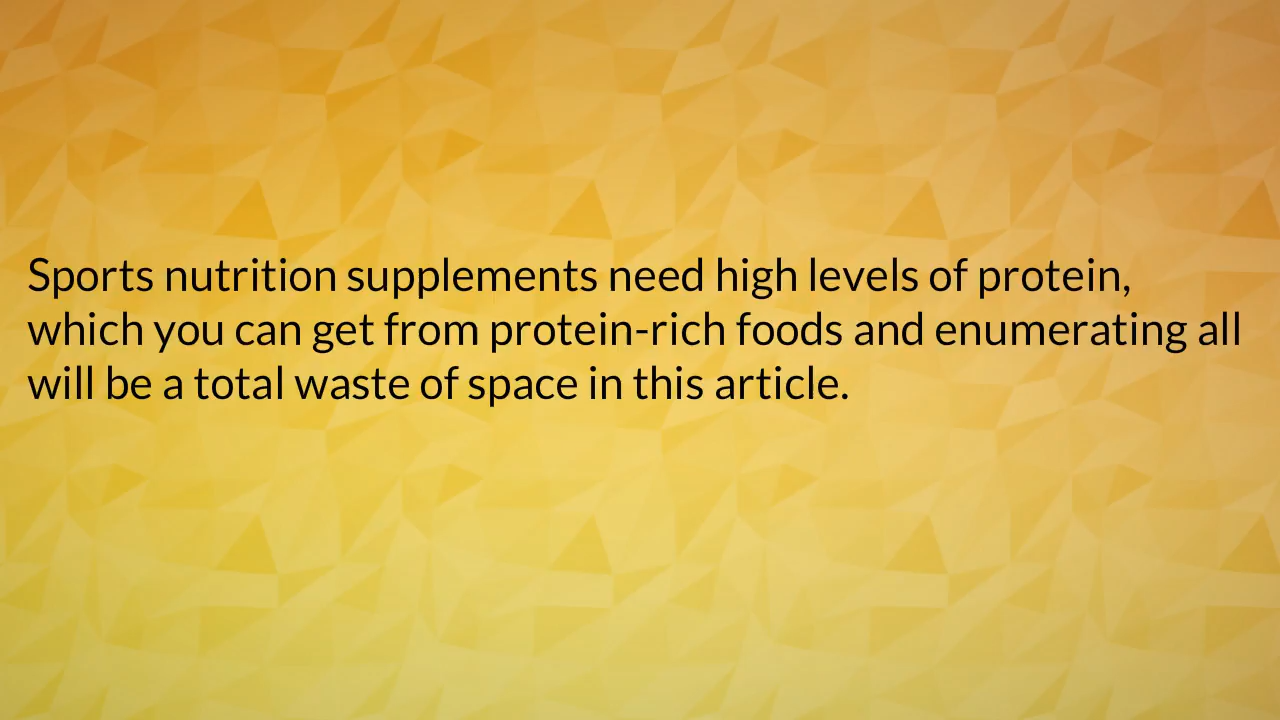 Sports nutrition supplements need high levels of protein,
which you can get from protein-rich foods and enumerating all
will be a total waste of space in this article.